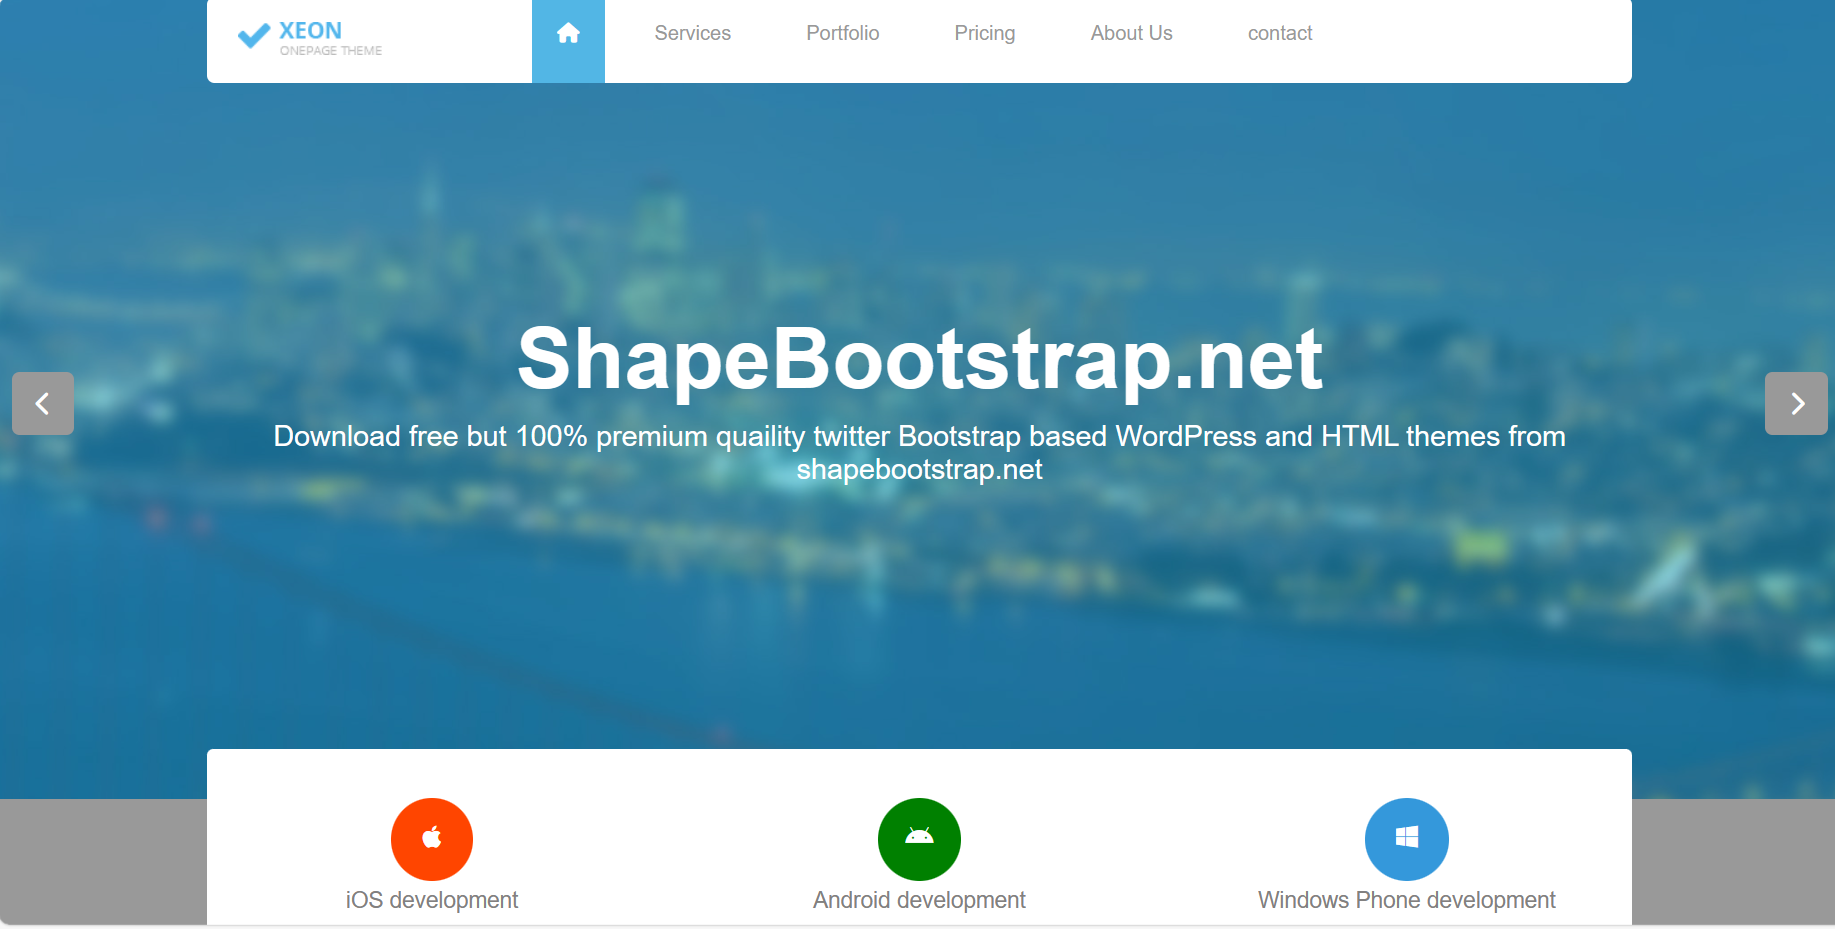 XEON
ONEPAGE THEME
Services
Portfolio
Pricing
About Us
contact
ShapeBootstrap.net
Download free but 100% premium quaility twitter Bootstrap based WordPress and HTML themes from
shapebootstrap.net
iOS development
Android development
Windows Phone development